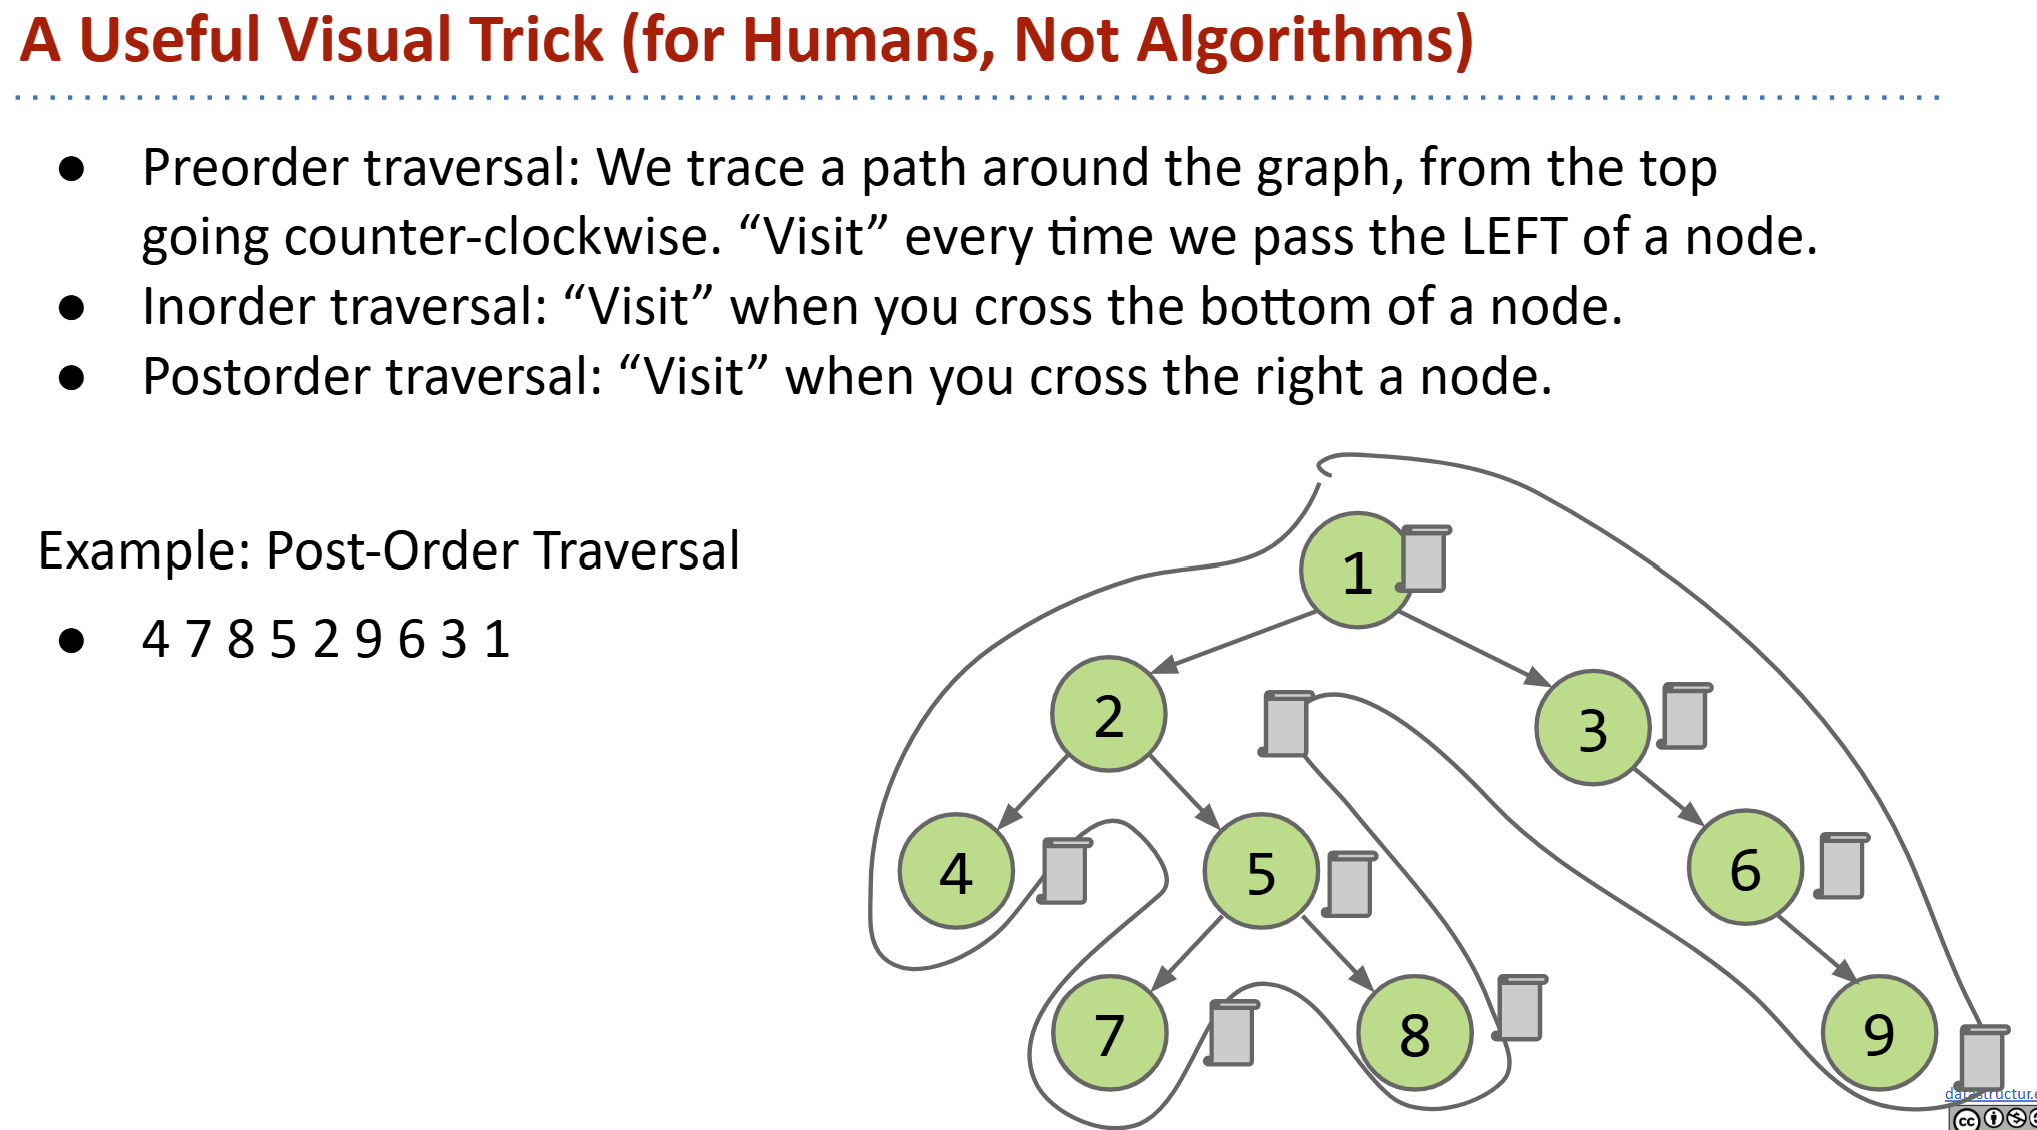 A Useful Visual Trick (for Humans, Not Algorithms)
● Preorder traversal: We trace a path around the graph, from the top
going counter-clockwise. “Visit” every time we pass the LEFT of a node.
● Inorder traversal: “Visit” when you cross the bottom of a node.
● Postorder traversal: “Visit” when you cross the right a node.
Example: Post-Order Traversal
● 4 7 8 5 2 9 6 3 1
1
2
3
4
5
6
7
8
9
cc